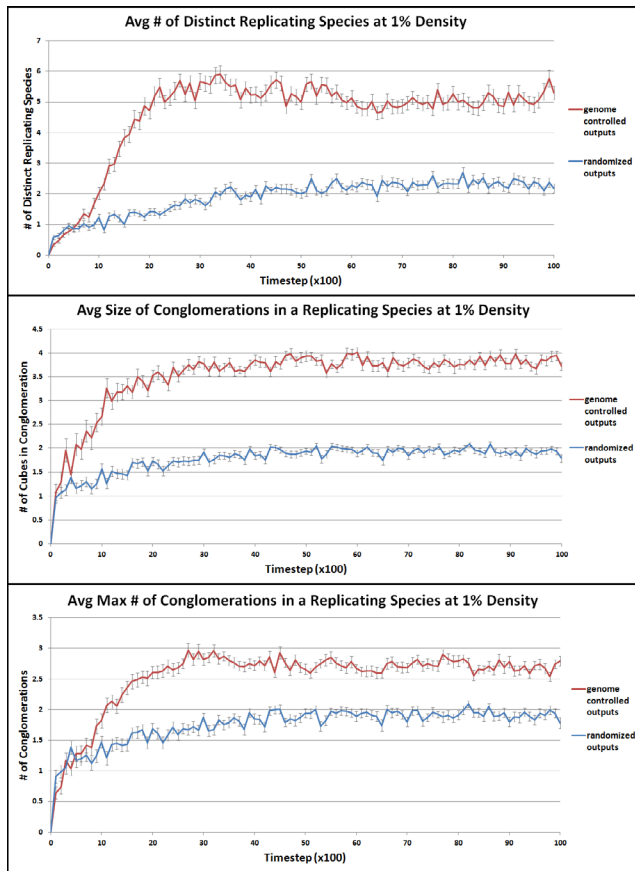 Avg # of Distinct Replicating Species at 1% Density
# of Distinct Replicating Species
7
6
5
4
3
2
1
0
0 10 20 30 40 50 60 70 80 90 100
Timestep (x100)
genome
controlled
outputs
randomized
outputs
Avg Size of Conglomerations in a Replicating Species at 1% Density
# of Cubes in Conglomeration
4.5
4
3.5
3
2.5
2
1.5
1
0.5
0
0 10 20 30 40 50 60 70 80 90 100
Timestep (x100)
genome
controlled
outputs
randomized
outputs
Avg Max # of Conglomerations in a Replicating Species at 1% Density
# of Conglomerations
3.5
3
2.5
2
1.5
1
0.5
0
0 10 20 30 40 50 60 70 80 90 100
Timestep (x100)
genome
controlled
outputs
randomized
outputs